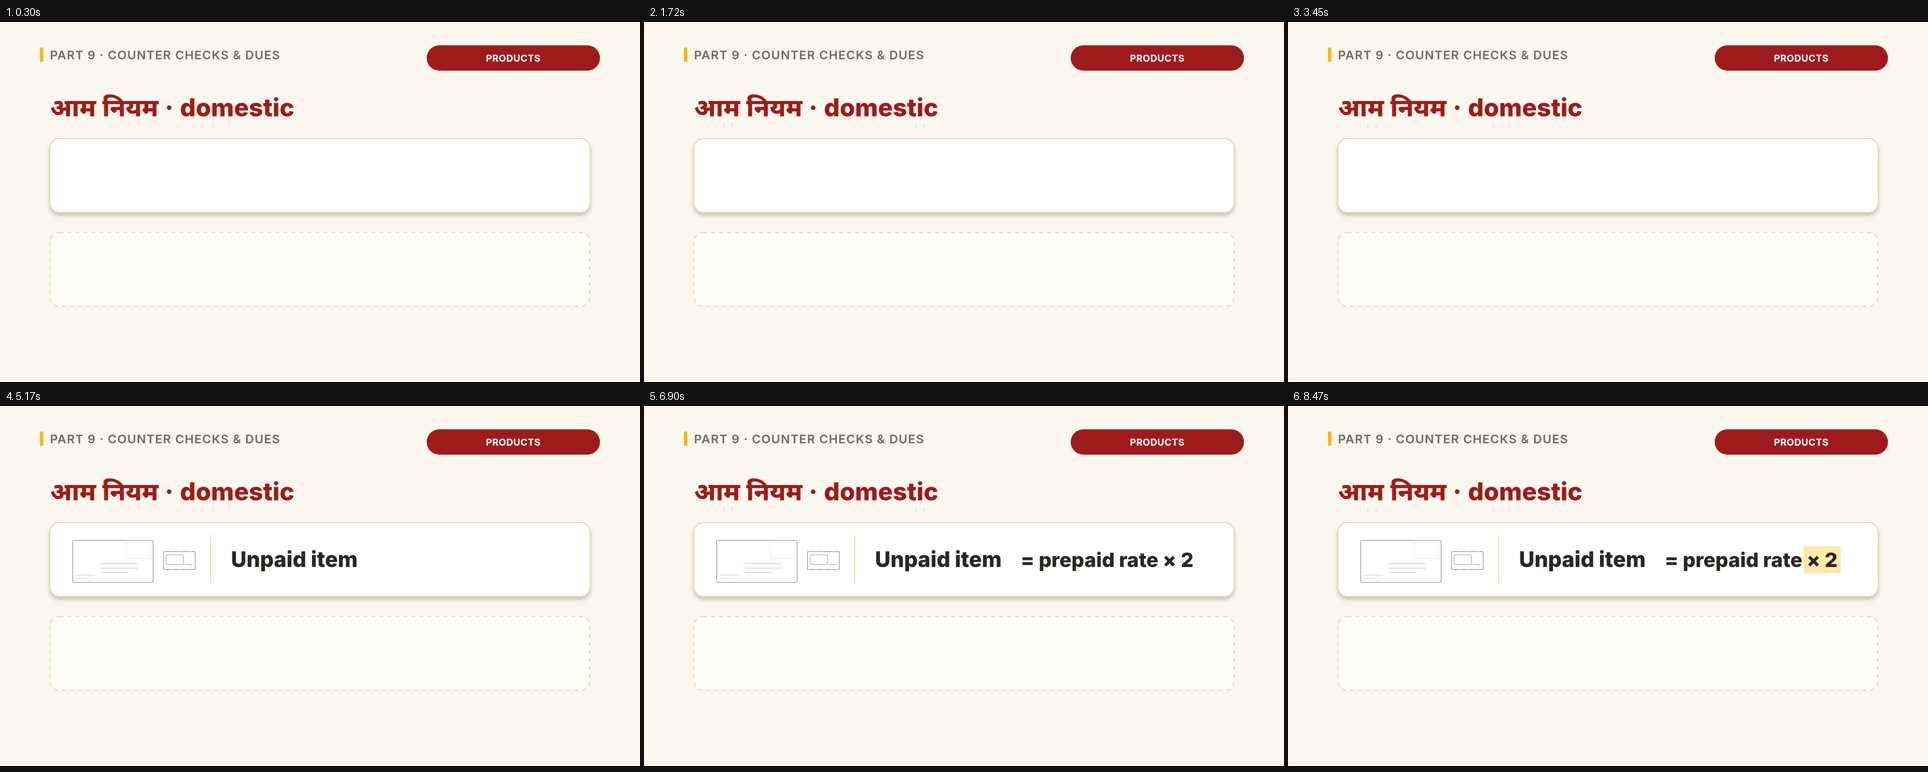 1. 0.30s
PART 9 · COUNTER CHECKS & DUES
PRODUCTS
आम नियम · domestic
2. 1.72s
PART 9 · COUNTER CHECKS & DUES
PRODUCTS
आम नियम · domestic
3. 3.45s
PART 9 · COUNTER CHECKS & DUES
PRODUCTS
आम नियम · domestic
4. 5.17s
PART 9 · COUNTER CHECKS & DUES
PRODUCTS
आम नियम · domestic
Unpaid item
5. 6.90s
PART 9 · COUNTER CHECKS & DUES
PRODUCTS
आम नियम · domestic
Unpaid item = prepaid rate × 2
6. 8.47s
PART 9 · COUNTER CHECKS & DUES
PRODUCTS
आम नियम · domestic
Unpaid item = prepaid rate × 2